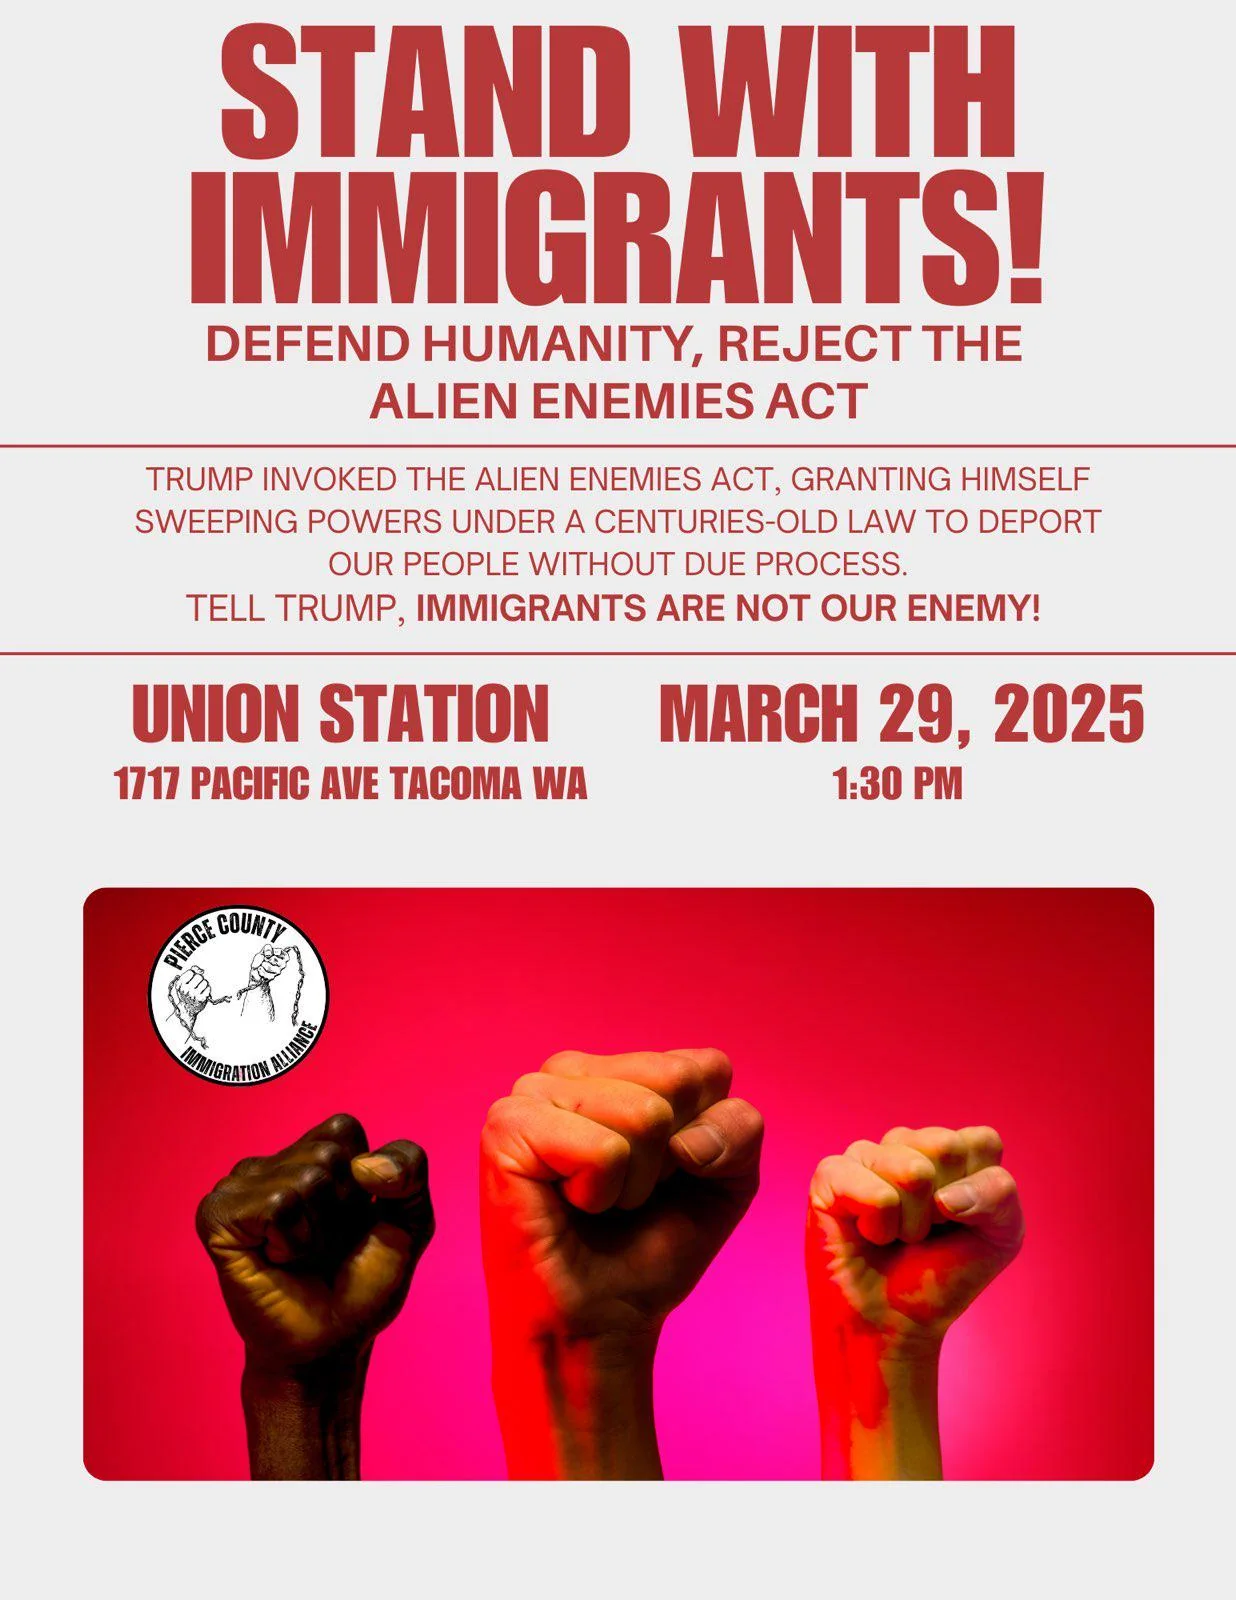 STAND WITH
IMMIGRANTS!
DEFEND HUMANITY, REJECT THE
ALIEN ENEMIES ACT
TRUMP INVOKED THE ALIEN ENEMIES ACT, GRANTING HIMSELF
SWEEPING POWERS UNDER A CENTURIES-OLD LAW TO DEPORT
OUR PEOPLE WITHOUT DUE PROCESS.
TELL TRUMP, IMMIGRANTS ARE NOT OUR ENEMY!
UNION STATION
1717 PACIFIC AVE TACOMA WA
MARCH 29, 2025
1:30 PM
PIERCE COUNTY
IMMIGRATION ALLIANCE